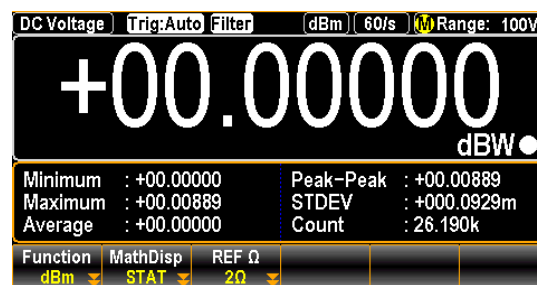 DC Voltage Trig:Auto Filter dBm 60/s M Range: 100V
+00.00000
dBW
Minimum : +00.00000 Peak-Peak : +00.00889
Maximum : +00.00889 STDEV : +000.0929m
Average : +00.00000 Count : 26.190k
Function MathDisp REF Ω
dBm STAT 2Ω